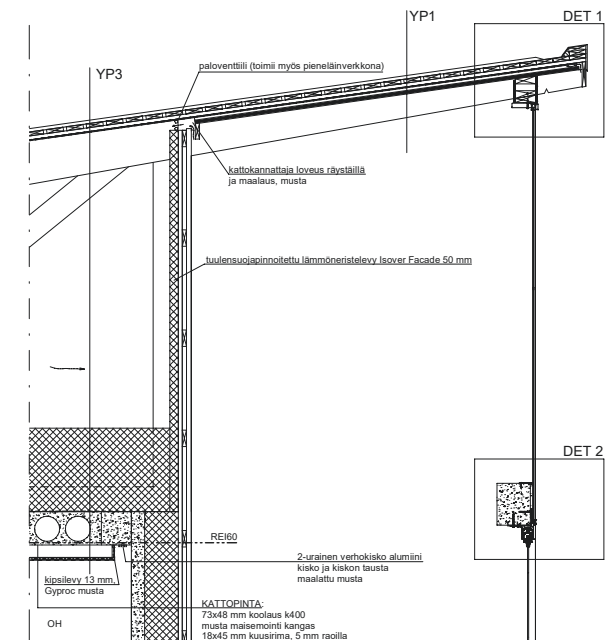 YP1
DET 1
YP3
paloventtiili (toimii myös pieneläinverkkona)
kattokannattaja loveus räystäillä
ja maalaus, musta
tuulensuojapinnoitettu lämmöneristelevy Isover Facade 50 mm
DET 2
REI60
2-urainen verhokisko alumiini
kisko ja kiskon tausta
maalattu musta
kipsilevy 13 mm,
Gyproc musta
KATTOPINTA:
73x48 mm koolaus k400
musta maisemointi kangas
18x45 mm kuusirima, 5 mm raoilla
OH